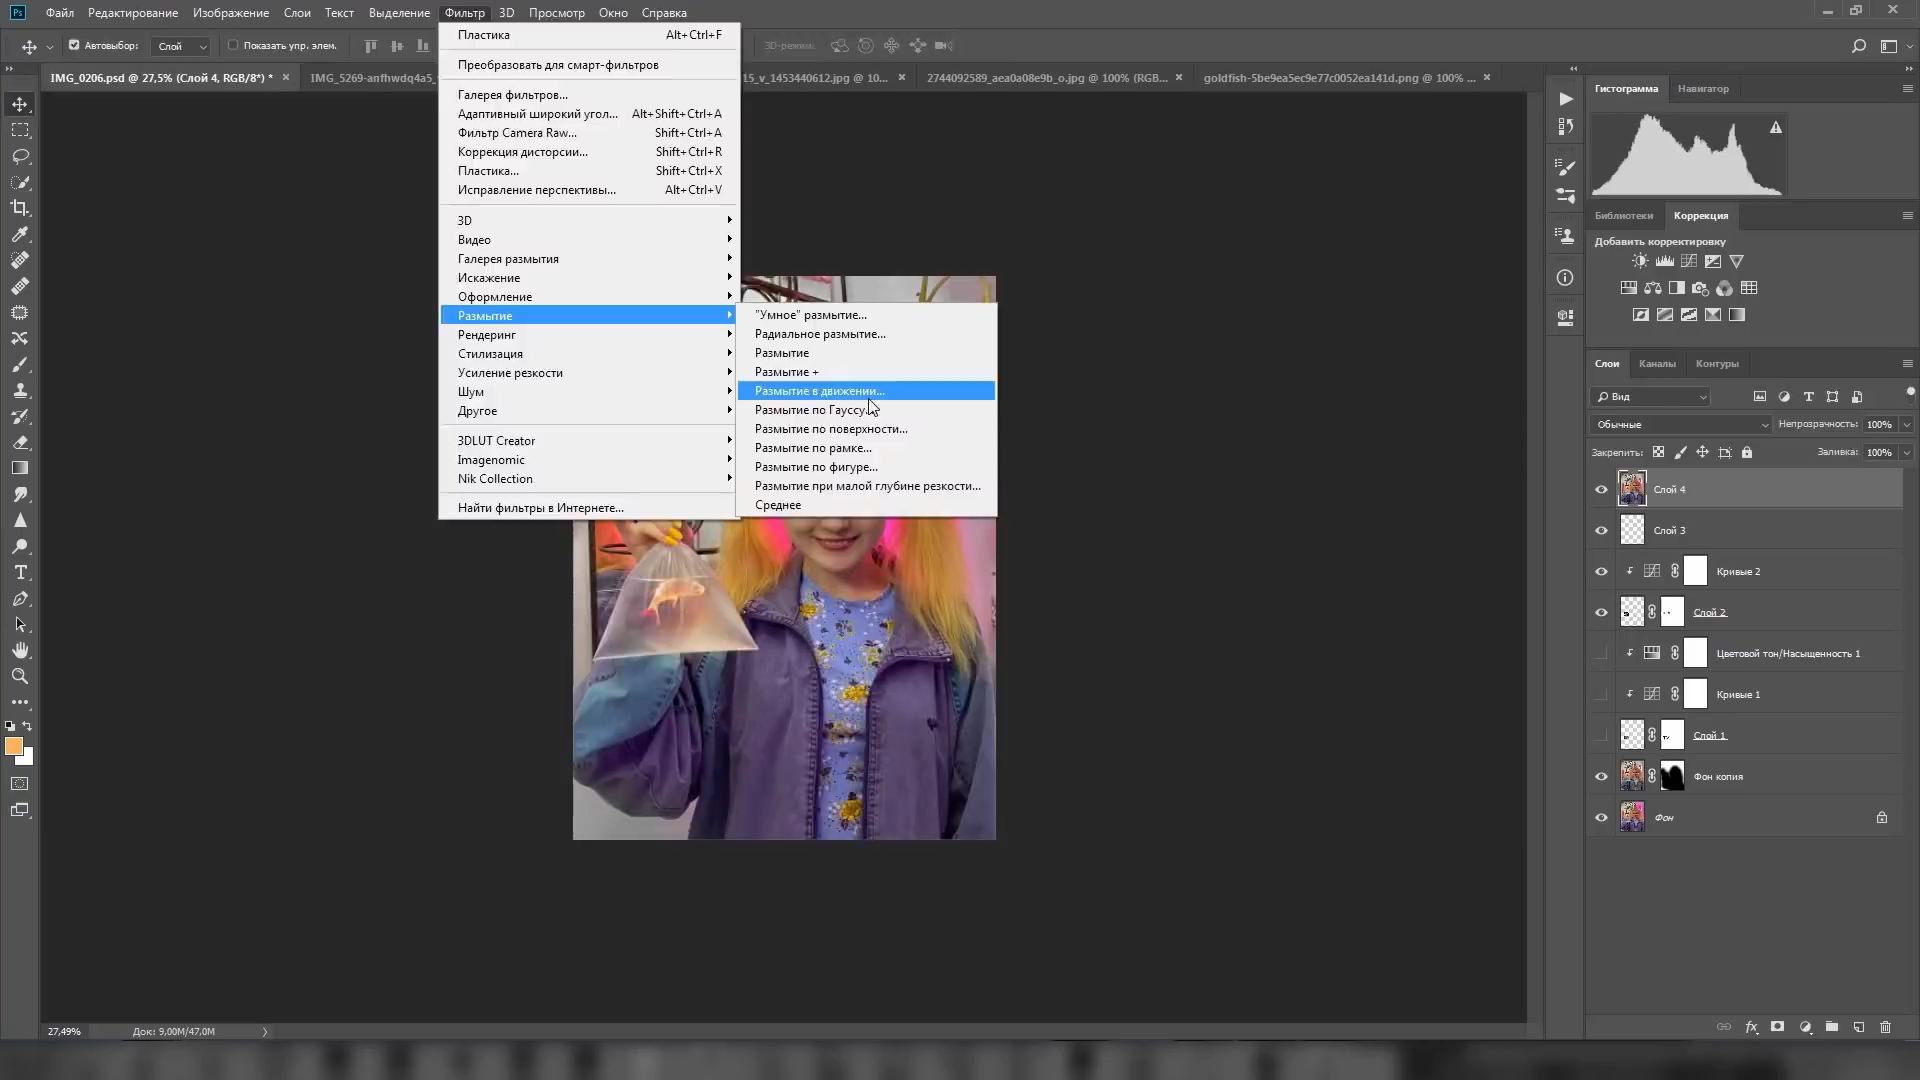 Ps Файл Редактирование Изображение Слои Текст Выделение Фильтр 3D Просмотр Окно Справка
Автовыбор: Слой Показать упр. элем. 3D-режим:
IMG_0206.psd @ 27,5% (Слой 4, RGB/8*) * IMG_5269-anfhwdq4a5_ 15_v_1453440612.jpg @ 10... 2744092589_aea0a08e9b_o.jpg @ 100% (RGB... goldfish-5be9ea5ec9e77c0052ea141d.png @ 100% ...
Пластика Alt+Ctrl+F
Преобразовать для смарт-фильтров
Галерея фильтров...
Адаптивный широкий угол... Alt+Shift+Ctrl+A
Фильтр Camera Raw... Shift+Ctrl+A
Коррекция дисторсии... Shift+Ctrl+R
Пластика... Shift+Ctrl+X
Исправление перспективы... Alt+Ctrl+V
3D
Видео
Галерея размытия
Искажение
Оформление
Размытие
Рендеринг
Стилизация
Усиление резкости
Шум
Другое
3DLUT Creator
Imagenomic
Nik Collection
Найти фильтры в Интернете...
"Умное" размытие...
Радиальное размытие...
Размытие
Размытие +
Размытие в движении...
Размытие по Гауссу...
Размытие по поверхности...
Размытие по рамке...
Размытие по фигуре...
Размытие при малой глубине резкости...
Среднее
Гистограмма Навигатор
Библиотеки Коррекция
Добавить корректировку
Слои Каналы Контуры
Вид
Обычные Непрозрачность: 100%
Закрепить: Заливка: 100%
Слой 4
Слой 3
Кривые 2
Слой 2
Цветовой тон/Насыщенность 1
Кривые 1
Слой 1
Фон копия
Фон
27,49% Док: 9,00M/47,0M